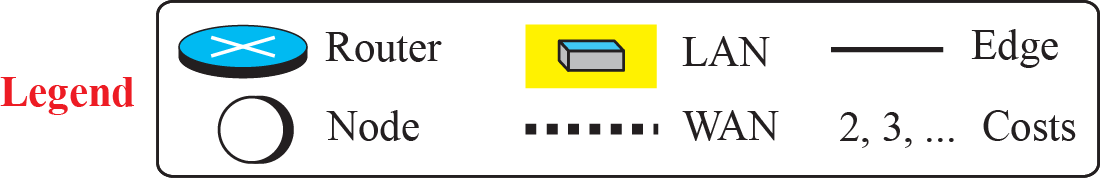 Legend
Router
LAN
Edge
Node
WAN
2, 3, ... Costs